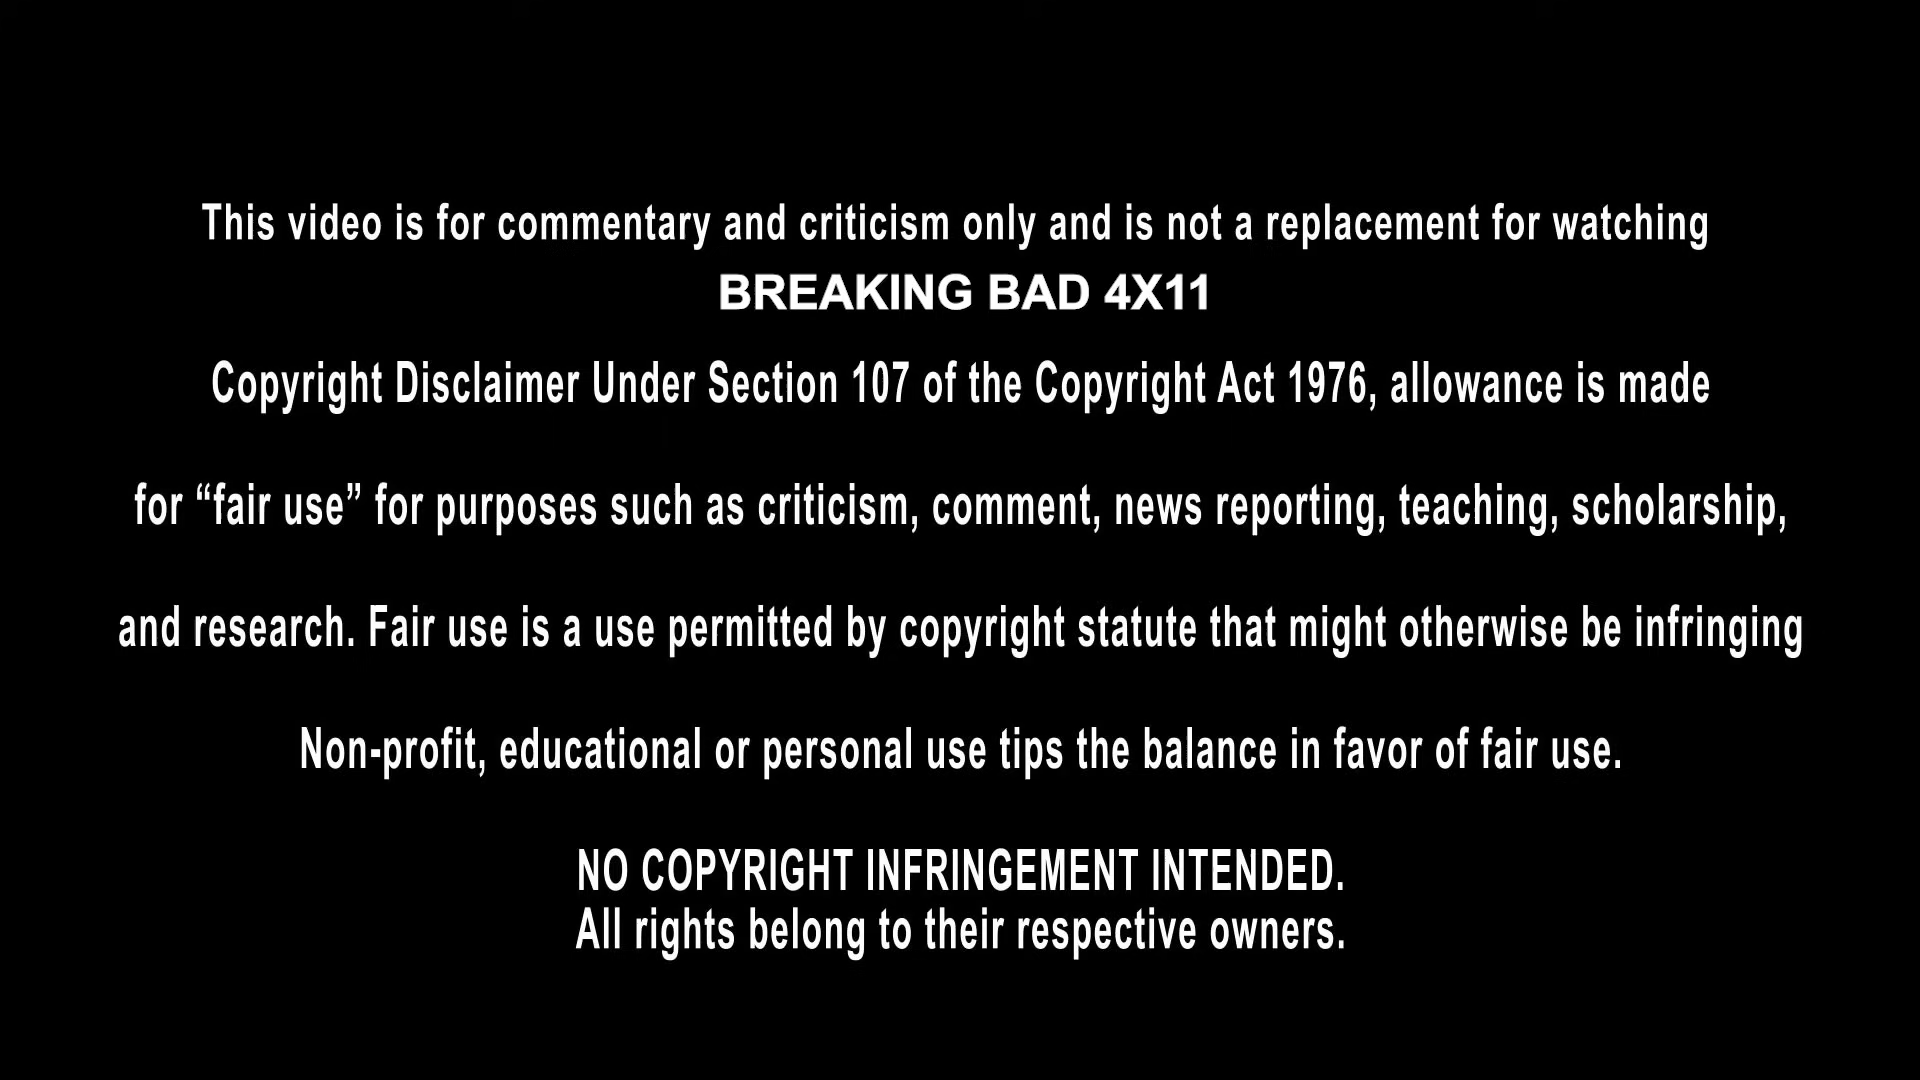 This video is for commentary and criticism only and is not a replacement for watching
BREAKING BAD 4X11
Copyright Disclaimer Under Section 107 of the Copyright Act 1976, allowance is made
for “fair use” for purposes such as criticism, comment, news reporting, teaching, scholarship,
and research. Fair use is a use permitted by copyright statute that might otherwise be infringing
Non-profit, educational or personal use tips the balance in favor of fair use.
NO COPYRIGHT INFRINGEMENT INTENDED.
All rights belong to their respective owners.